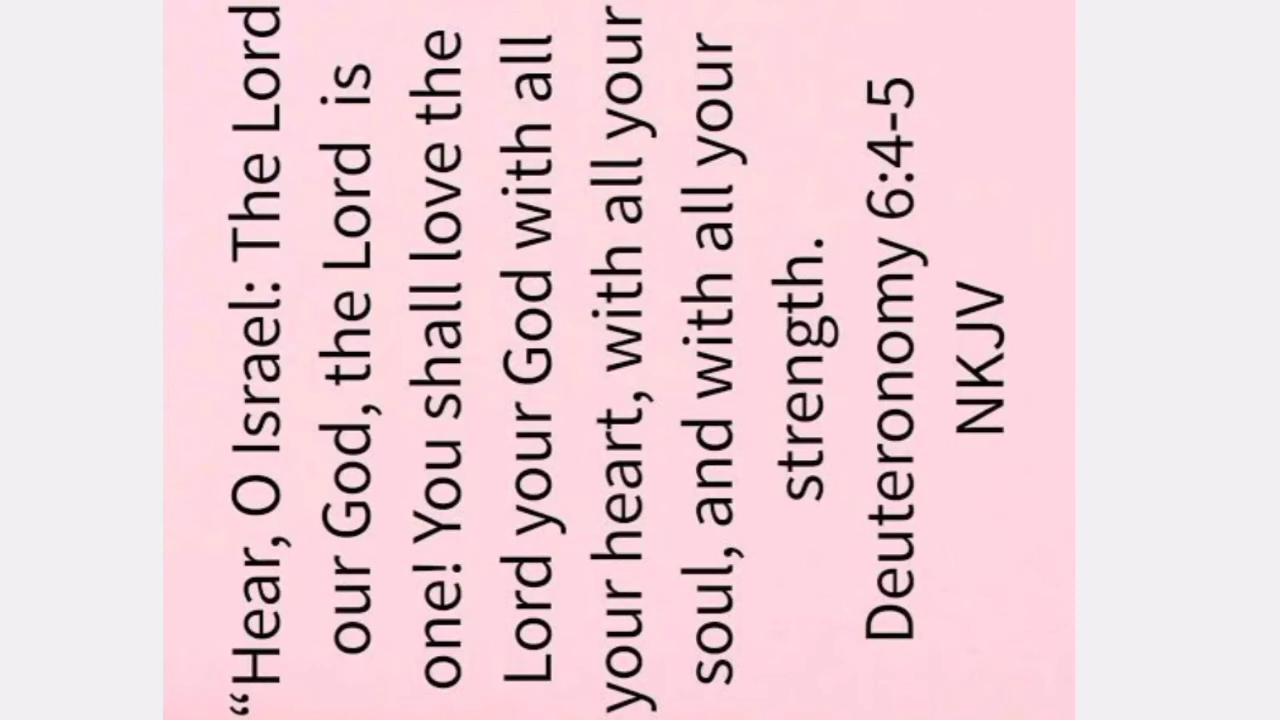 “Hear, O Israel: The Lord
our God, the Lord is
one! You shall love the
Lord your God with all
your heart, with all your
soul, and with all your
strength.
Deuteronomy 6:4-5
NKJV